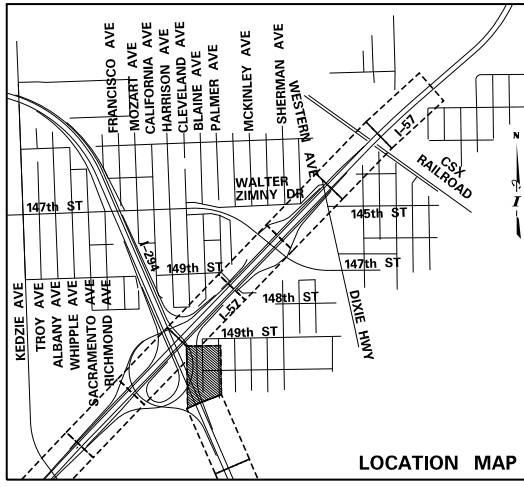 FRANCISCO AVE
MOZART AVE
CALIFORNIA AVE
HARRISON AVE
CLEVELAND AVE
BLAINE AVE
PALMER AVE
MCKINLEY AVE
SHERMAN AVE
WESTERN AVE
I-57
N
CSX
RAILROAD
WALTER
ZIMNY DR
147th ST
145th ST
I-294
149th ST
147th ST
148th ST
I-57
149th ST
DIXIE HWY
KEDZIE AVE
TROY AVE
ALBANY AVE
WHIPPLE AVE
SACRAMENTO AVE
RICHMOND AVE
LOCATION MAP